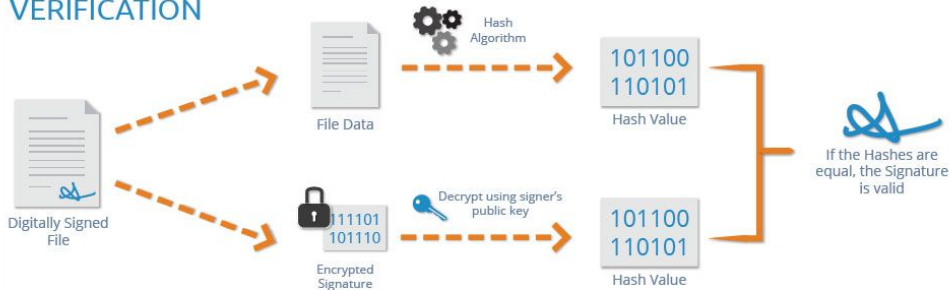 VERIFICATION
Hash
Algorithm
101100
110101
File Data
Hash Value
If the Hashes are
equal, the Signature
is valid
Digitally Signed
File
111101
101110
Decrypt using signer's
public key
101100
110101
Encrypted
Signature
Hash Value